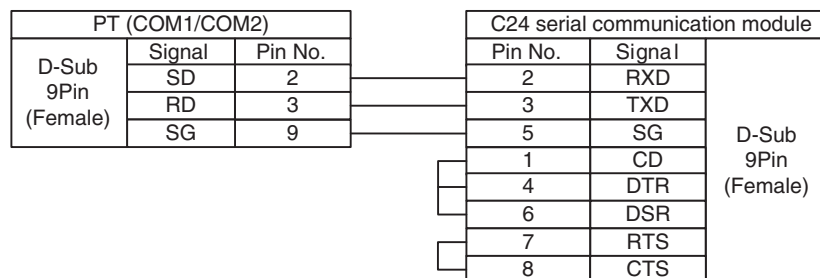 PT (COM1/COM2)
D-Sub
9Pin
(Female)
Signal Pin No.
SD 2
RD 3
SG 9
C24 serial communication module
Pin No. Signal
2 RXD
3 TXD
5 SG
1 CD
4 DTR
6 DSR
7 RTS
8 CTS
D-Sub
9Pin
(Female)